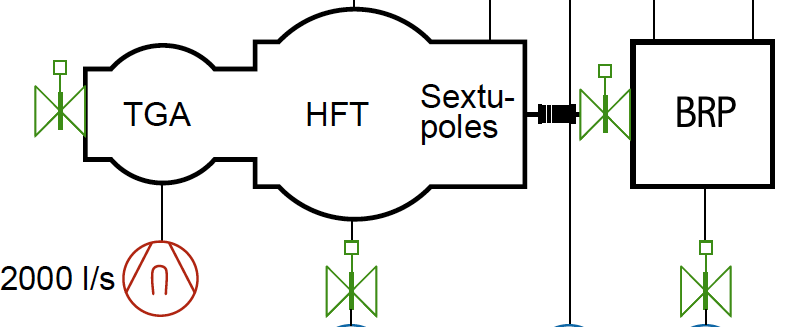 TGA
HFT
Sextu-
poles
BRP
2000 l/s